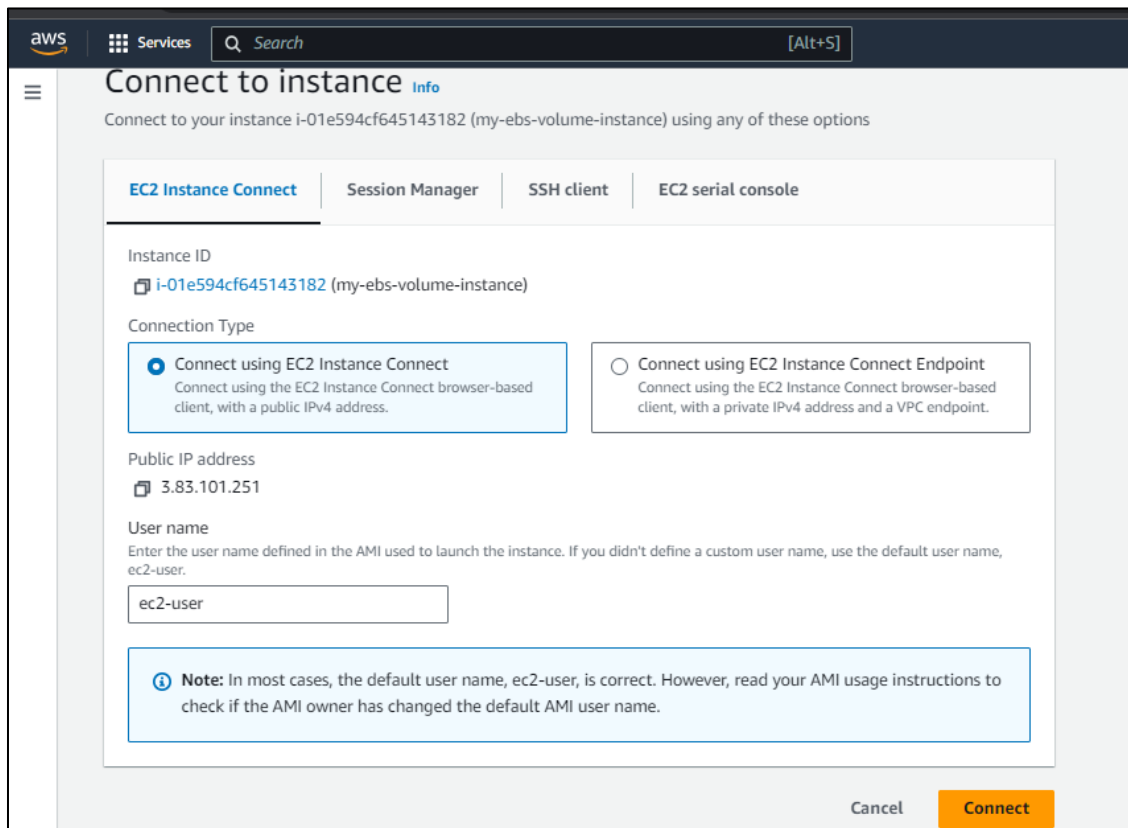 aws
Services
Search
[Alt+S]
Connect to instance Info
Connect to your instance i-01e594cf645143182 (my-ebs-volume-instance) using any of these options
EC2 Instance Connect
Session Manager
SSH client
EC2 serial console
Instance ID
i-01e594cf645143182 (my-ebs-volume-instance)
Connection Type
Connect using EC2 Instance Connect
Connect using the EC2 Instance Connect browser-based
client, with a public IPv4 address.
Connect using EC2 Instance Connect Endpoint
Connect using the EC2 Instance Connect browser-based
client, with a private IPv4 address and a VPC endpoint.
Public IP address
3.83.101.251
User name
Enter the user name defined in the AMI used to launch the instance. If you didn't define a custom user name, use the default user name,
ec2-user.
ec2-user
Note: In most cases, the default user name, ec2-user, is correct. However, read your AMI usage instructions to
check if the AMI owner has changed the default AMI user name.
Cancel
Connect